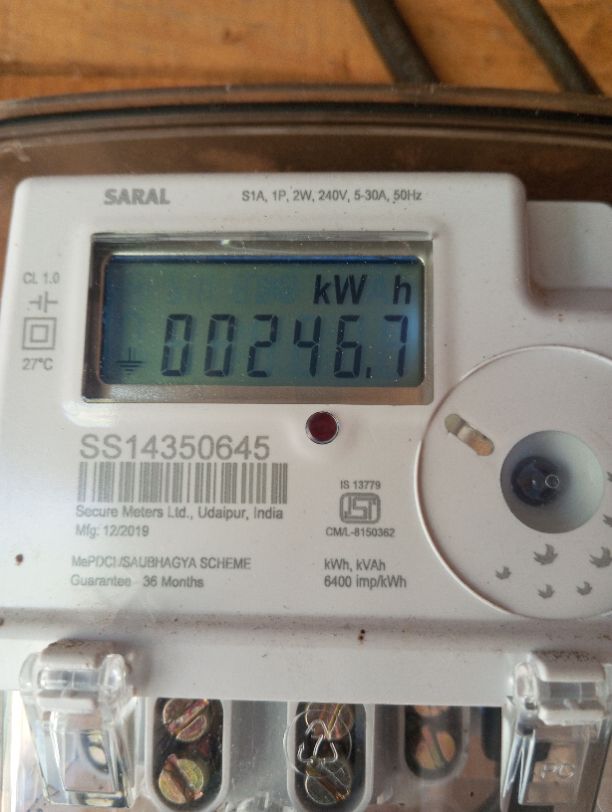 SARAL
S1A, 1P, 2W, 240V, 5-30A, 50Hz
CL 1.0
27°C
kW h
00246.7
SS14350645
Secure Meters Ltd., Udaipur, India
Mfg: 12/2019
MePDCl/SAUBHAGYA SCHEME
Guarantee 36 Months
IS 13779
ISI
CM/L-8150362
kWh, kVAh
6400 imp/kWh
PC